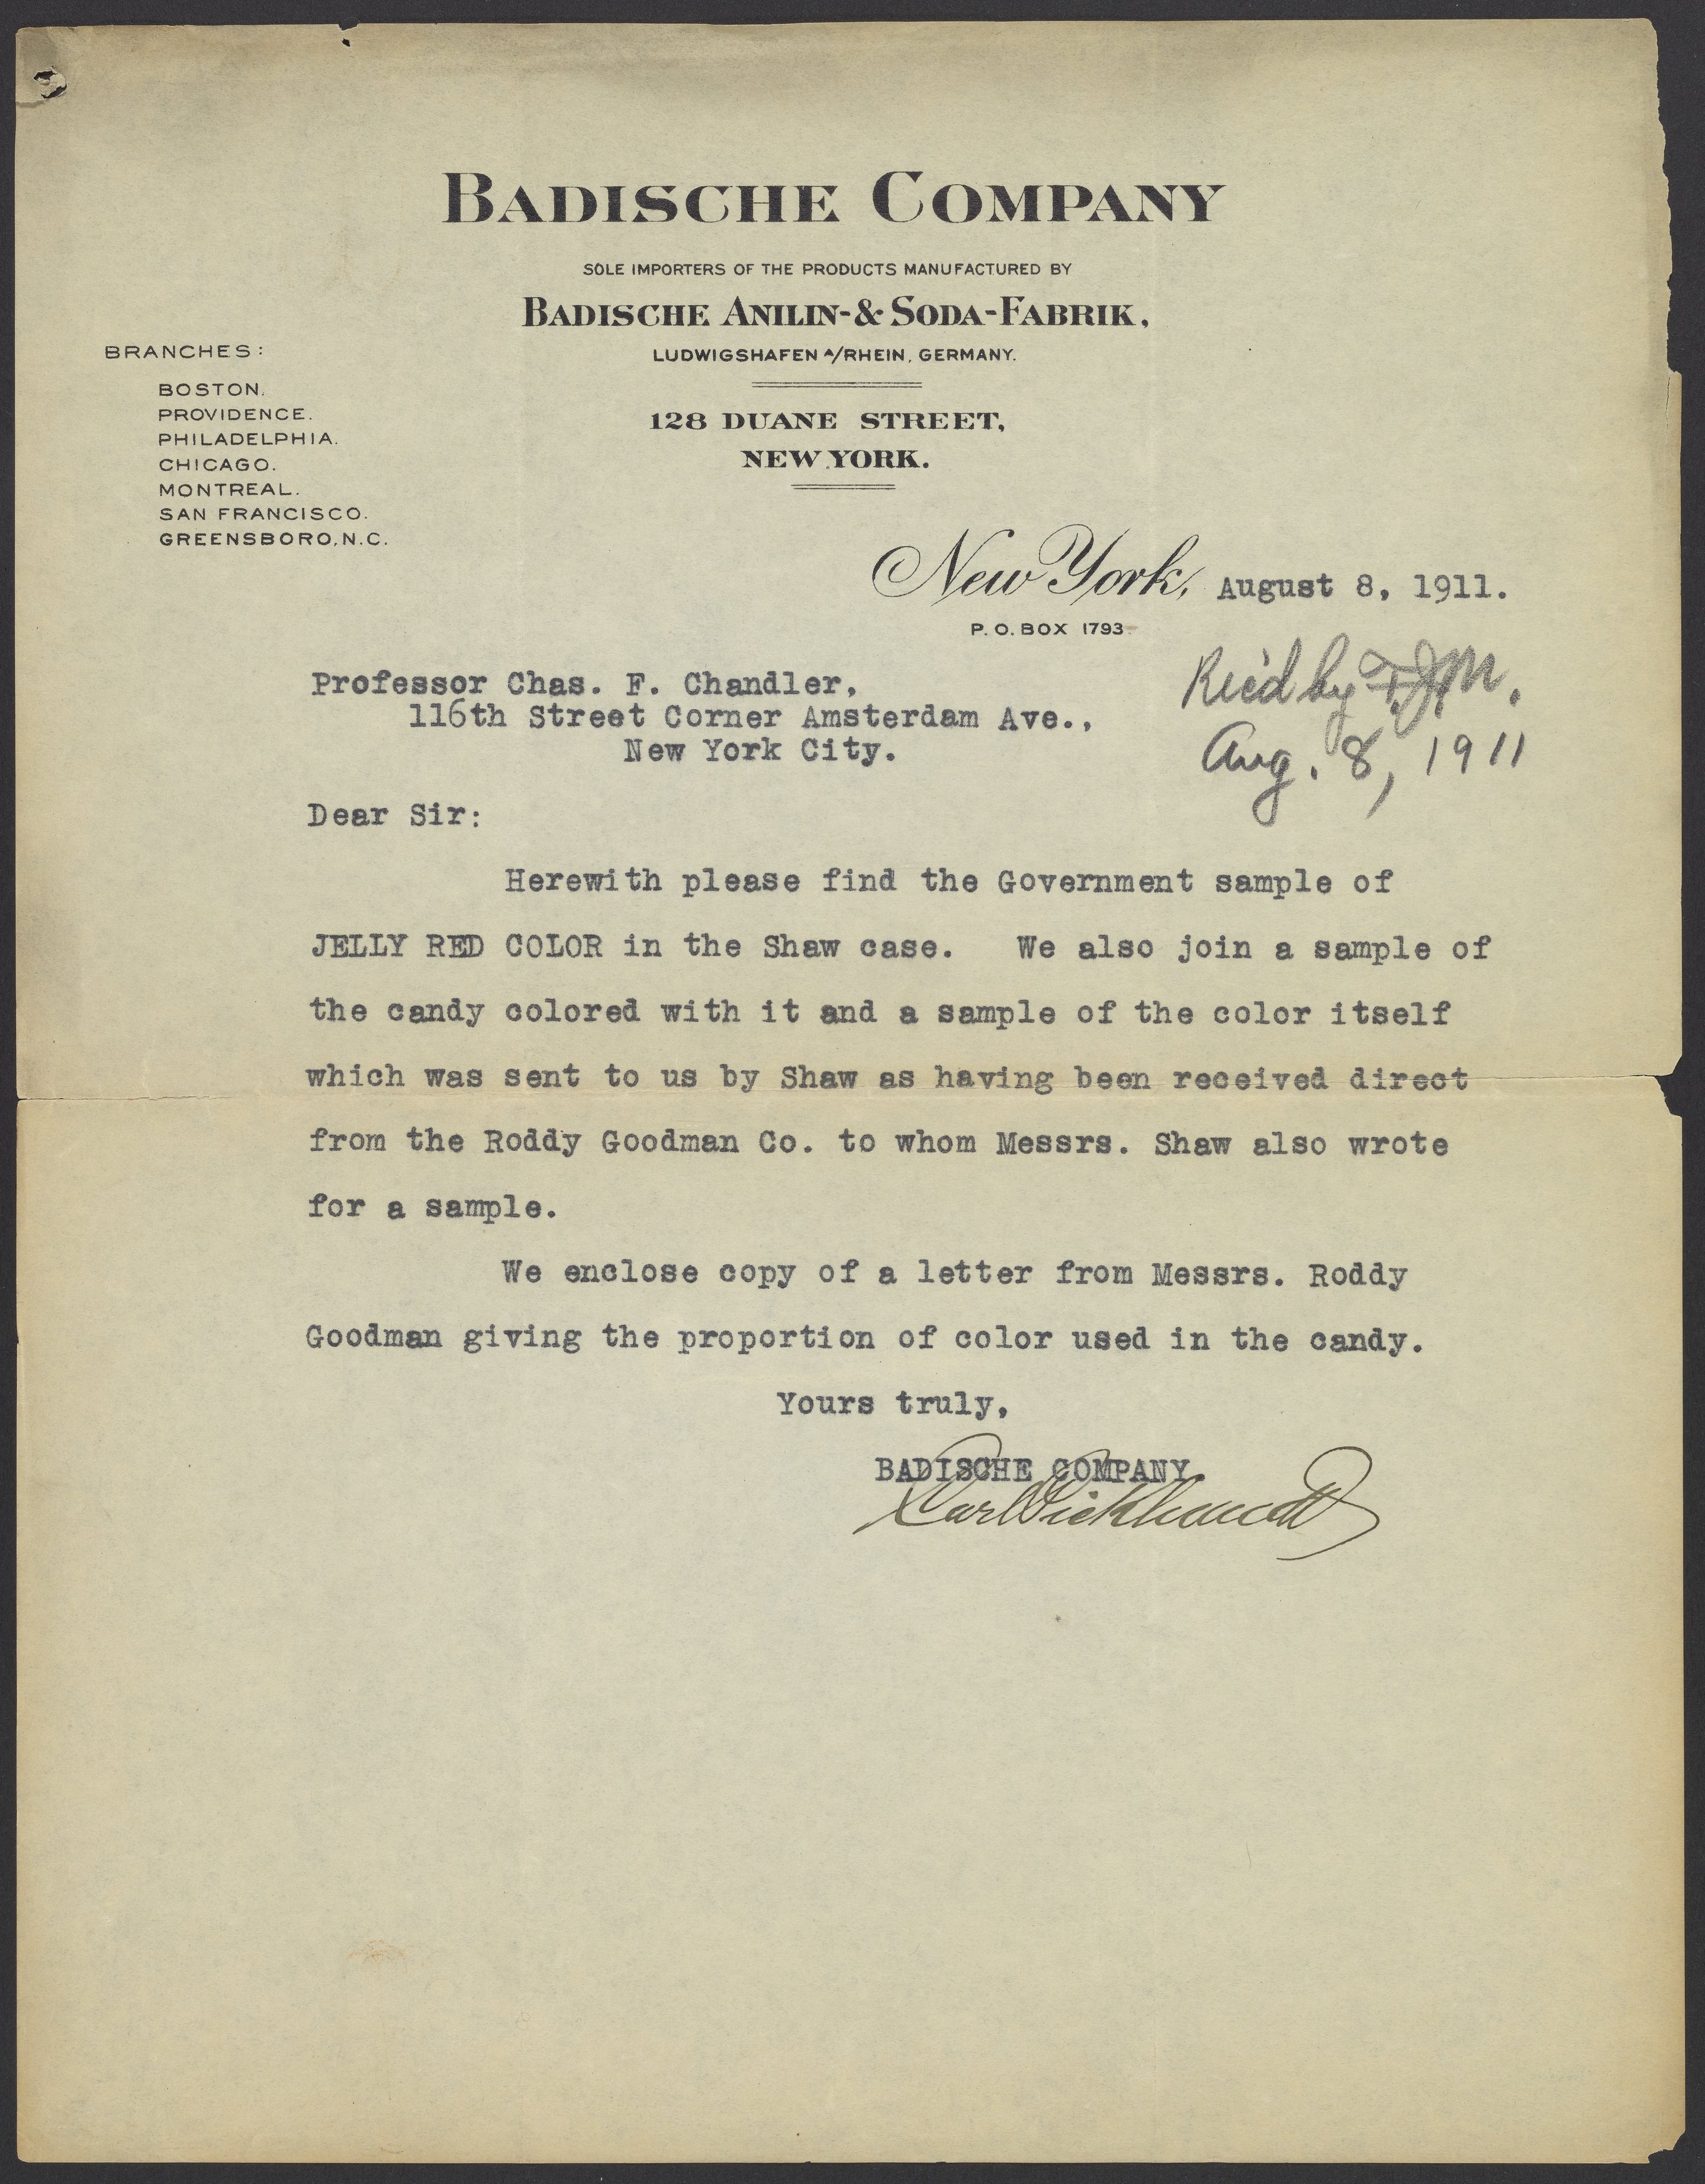 BADISCHE COMPANY
SOLE IMPORTERS OF THE PRODUCTS MANUFACTURED BY
BADISCHE ANILIN-& SODA-FABRIK,
LUDWIGSHAFEN A/RHEIN, GERMANY.
BRANCHES:
BOSTON.
PROVIDENCE.
PHILADELPHIA.
CHICAGO.
MONTREAL.
SAN FRANCISCO.
GREENSBORO, N.C.
128 DUANE STREET,
NEW YORK.
New York, August 8, 1911.
P. O. BOX 1793
Rec'd by F.J.M.
Aug. 8, 1911
Professor Chas. F. Chandler,
116th Street Corner Amsterdam Ave.,
New York City.
Dear Sir:
Herewith please find the Government sample of
JELLY RED COLOR in the Shaw case. We also join a sample of
the candy colored with it and a sample of the color itself
which was sent to us by Shaw as having been received direct
from the Roddy Goodman Co. to whom Messrs. Shaw also wrote
for a sample.
We enclose copy of a letter from Messrs. Roddy
Goodman giving the proportion of color used in the candy.
Yours truly,
BADISCHE COMPANY.
Carl